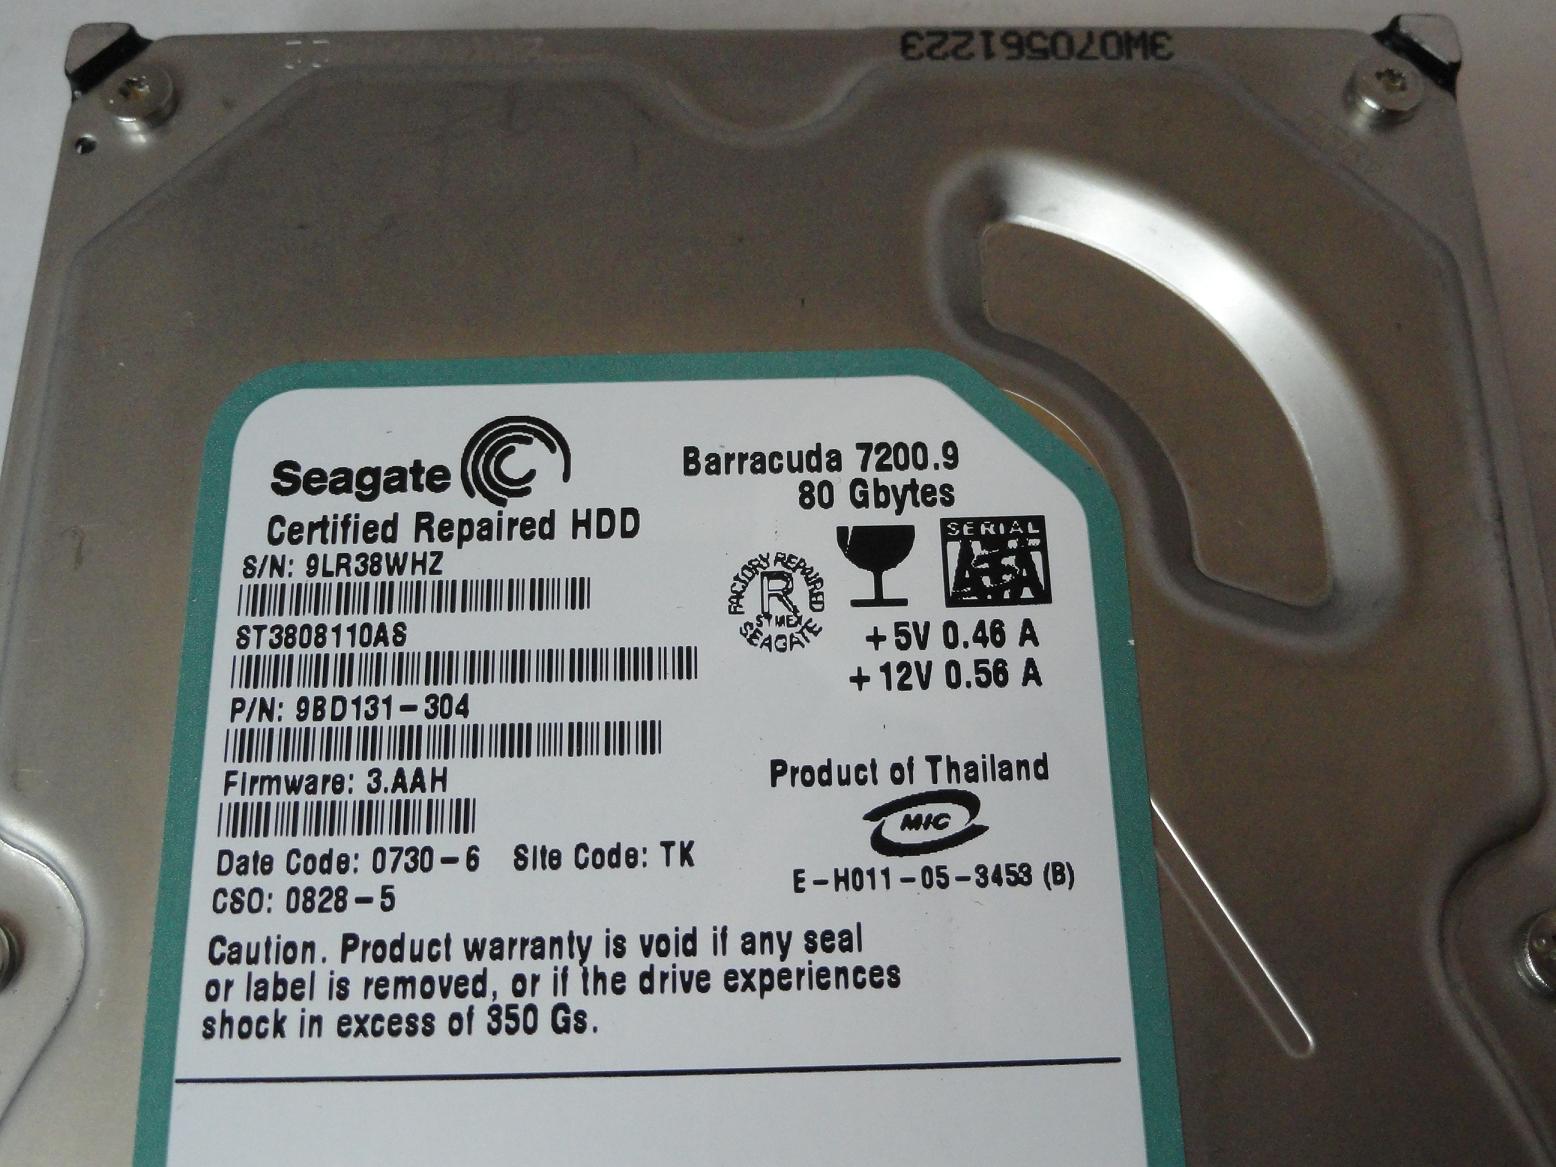 3W070561223
Seagate
Certified Repaired HDD
S/N: 9LR38WHZ
ST3808110AS
P/N: 9BD131-304
Firmware: 3.AAH
Date Code: 0730-6 Site Code: TK
CSO: 0828-5
Barracuda 7200.9
80 Gbytes
FACTORY REPAIRED
R
SEAGATE
SERIAL
ATA
+5V 0.46 A
+12V 0.56 A
Product of Thailand
MIC
E-H011-05-3453 (B)
Caution. Product warranty is void if any seal
or label is removed, or if the drive experiences
shock in excess of 350 Gs.